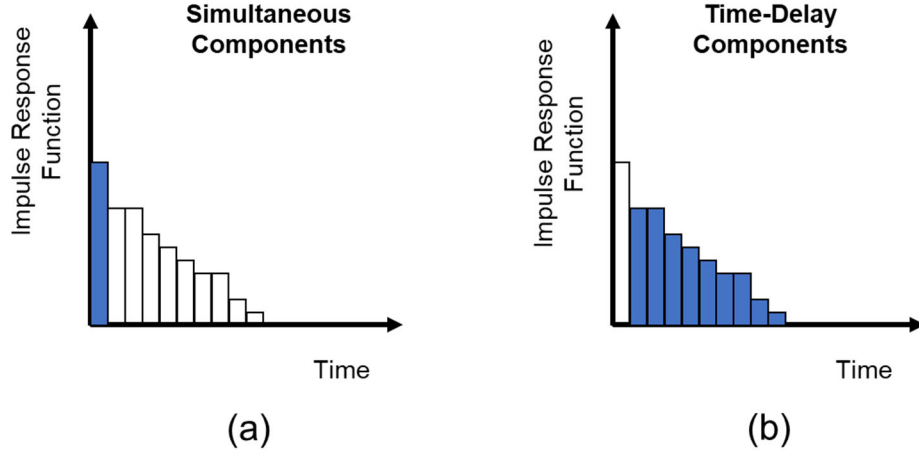 Simultaneous
Components
Impulse Response
Function
Time
(a)
Time-Delay
Components
Impulse Response
Function
Time
(b)